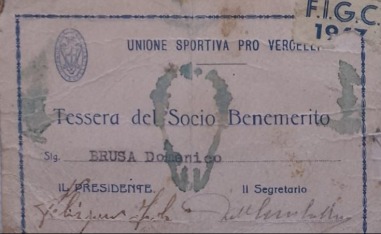 F.I.G.C.
UNIONE SPORTIVA PRO VERCELLI
Tessera del Socio Benemerito
Sig. BRUSA Domenico
IL PRESIDENTE Il Segretario